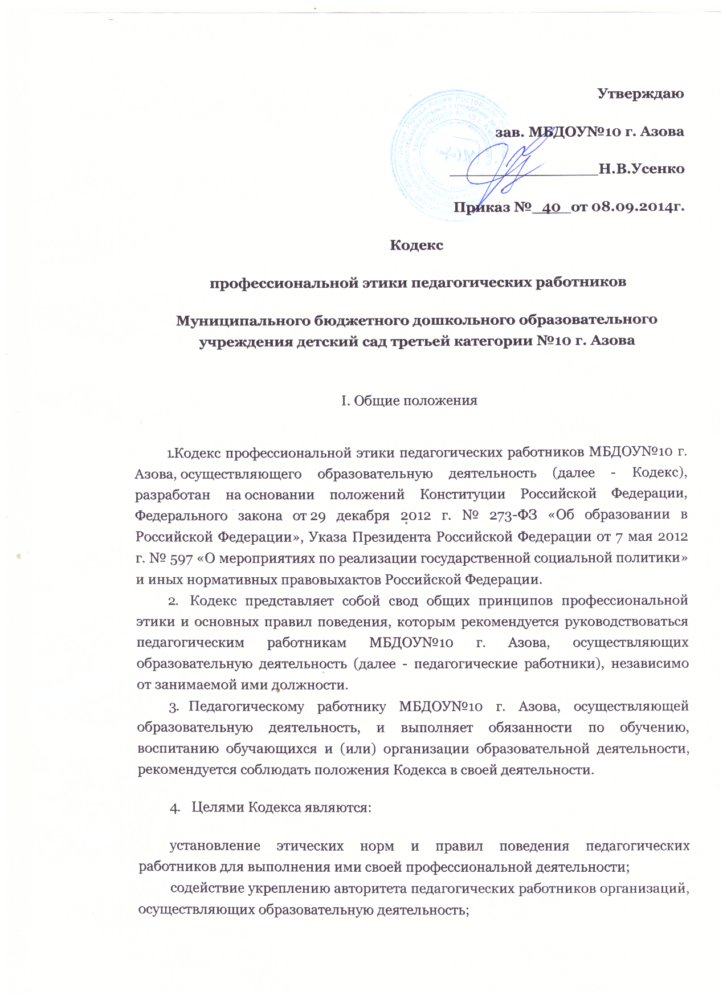 Утверждаю
зав. МБДОУ№10 г. Азова
____________________Н.В.Усенко
Приказ №_40_от 08.09.2014г.
Кодекс
профессиональной этики педагогических работников
Муниципального бюджетного дошкольного образовательного
учреждения детский сад третьей категории №10 г. Азова
I. Общие положения
1.Кодекс профессиональной этики педагогических работников МБДОУ№10 г.
Азова, осуществляющего образовательную деятельность (далее - Кодекс),
разработан на основании положений Конституции Российской Федерации,
Федерального закона от 29 декабря 2012 г. № 273-ФЗ «Об образовании в
Российской Федерации», Указа Президента Российской Федерации от 7 мая 2012
г. № 597 «О мероприятиях по реализации государственной социальной политики»
и иных нормативных правовыхактов Российской Федерации.
2. Кодекс представляет собой свод общих принципов профессиональной
этики и основных правил поведения, которым рекомендуется руководствоваться
педагогическим работникам МБДОУ№10 г. Азова, осуществляющих
образовательную деятельность (далее - педагогические работники), независимо
от занимаемой ими должности.
3. Педагогическому работнику МБДОУ№10 г. Азова, осуществляющей
образовательную деятельность, и выполняет обязанности по обучению,
воспитанию обучающихся и (или) организации образовательной деятельности,
рекомендуется соблюдать положения Кодекса в своей деятельности.
4. Целями Кодекса являются:
установление этических норм и правил поведения педагогических
работников для выполнения ими своей профессиональной деятельности;
содействие укреплению авторитета педагогических работников организаций,
осуществляющих образовательную деятельность;